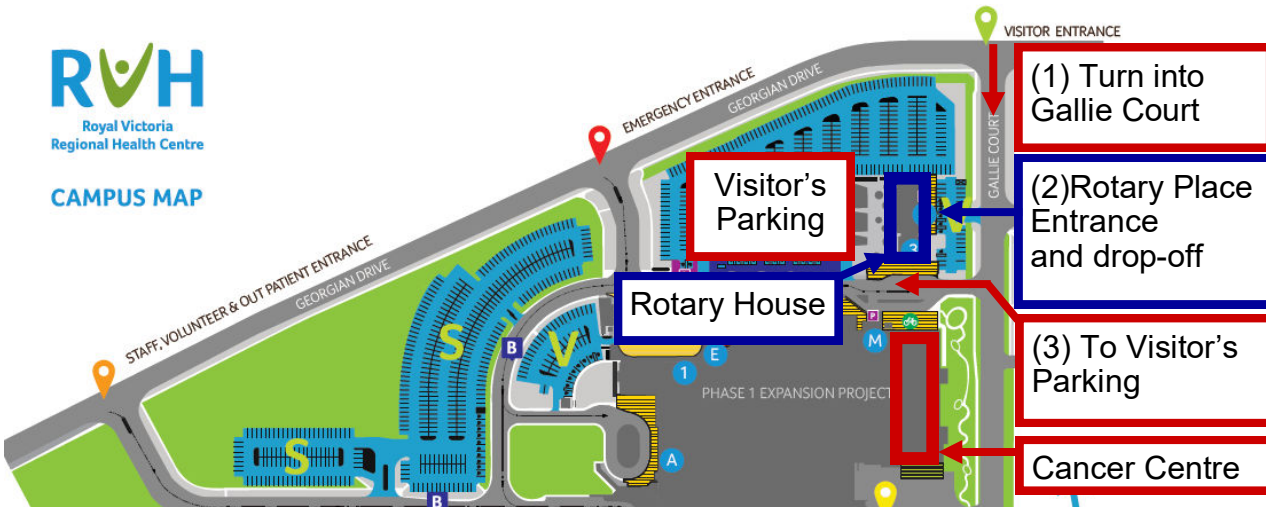 RVH
Royal Victoria
Regional Health Centre
CAMPUS MAP
VISITOR ENTRANCE
EMERGENCY ENTRANCE
GEORGIAN DRIVE
GALLIE COURT
STAFF, VOLUNTEER & OUT PATIENT ENTRANCE
GEORGIAN DRIVE
(1) Turn into
Gallie Court
(2)Rotary Place
Entrance
and drop-off
(3) To Visitor's
Parking
Cancer Centre
Visitor's
Parking
Rotary House
V
3
S
V
S
B
B
E
1
M
P
A
PHASE 1 EXPANSION PROJECT